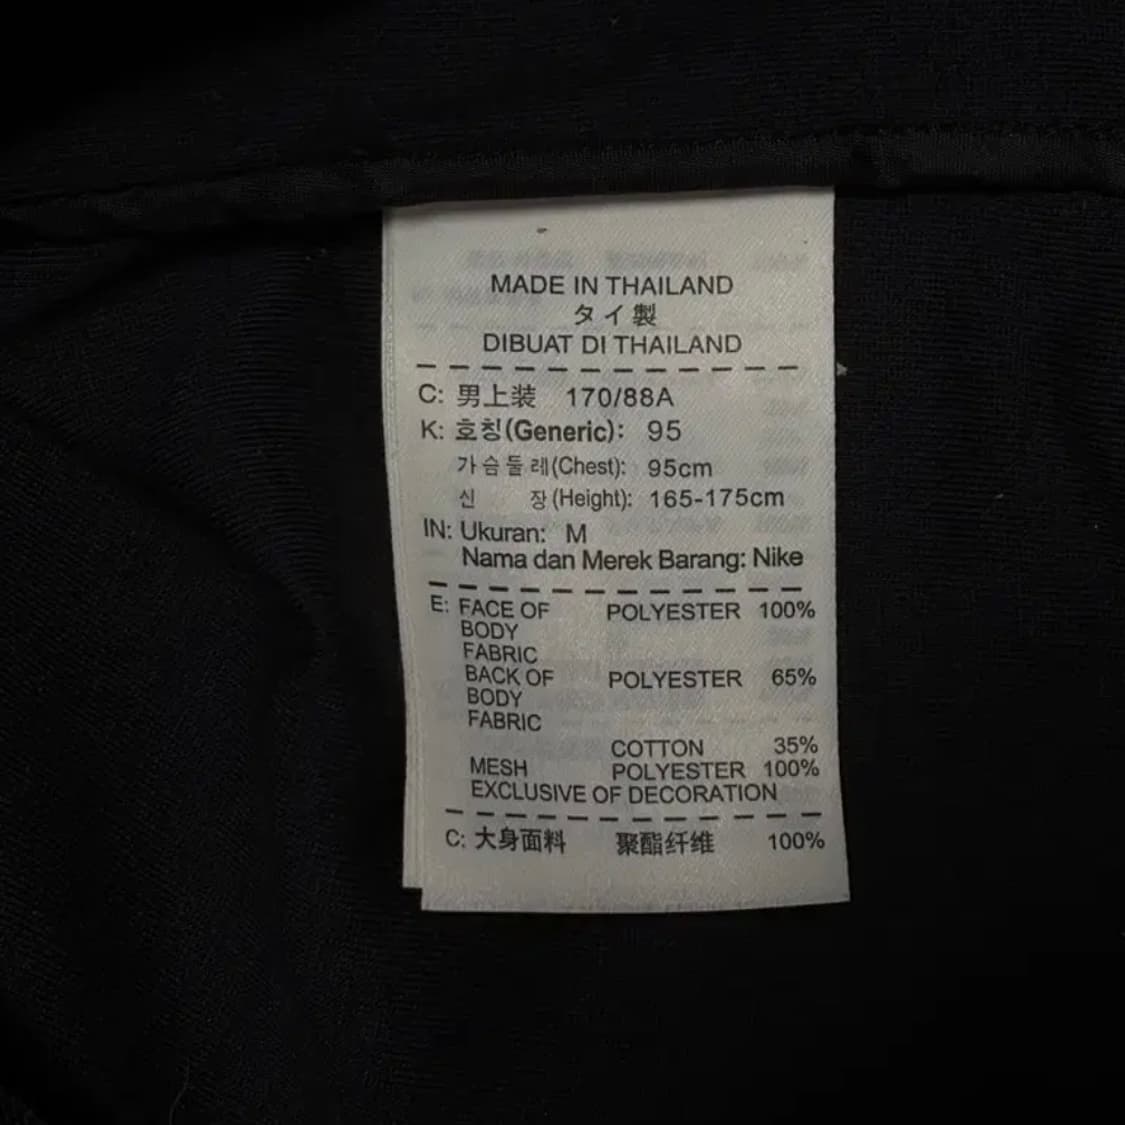 MADE IN THAILAND
タイ製
DIBUAT DI THAILAND
C: 男上装 170/88A
K: 호칭(Generic): 95
가슴둘레(Chest): 95cm
신 장(Height): 165-175cm
IN: Ukuran: M
Nama dan Merek Barang: Nike
E: FACE OF POLYESTER 100%
BODY
FABRIC
BACK OF POLYESTER 65%
BODY
FABRIC
COTTON 35%
MESH POLYESTER 100%
EXCLUSIVE OF DECORATION
C: 大身面料 聚酯纤维 100%